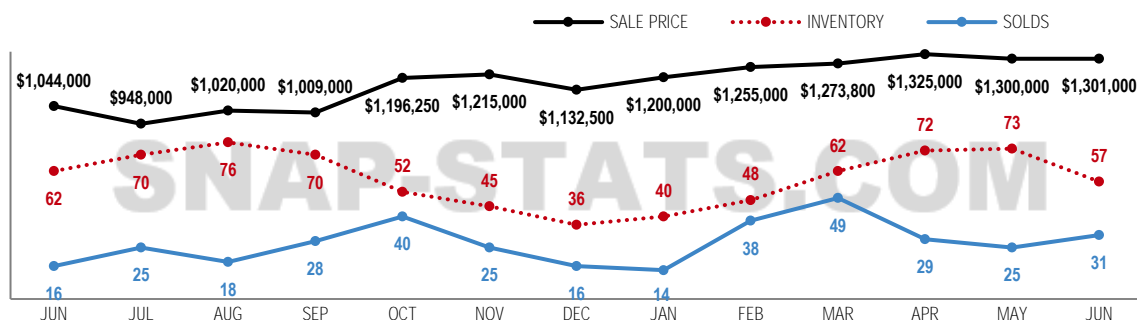 SALE PRICE INVENTORY SOLDS
$1,044,000 $948,000 $1,020,000 $1,009,000 $1,196,250 $1,215,000 $1,132,500 $1,200,000 $1,255,000 $1,273,800 $1,325,000 $1,300,000 $1,301,000
62 70 76 70 52 45 36 40 48 62 72 73 57
SNAP-STATS.COM
16 25 18 28 40 25 16 14 38 49 29 25 31
JUN JUL AUG SEP OCT NOV DEC JAN FEB MAR APR MAY JUN